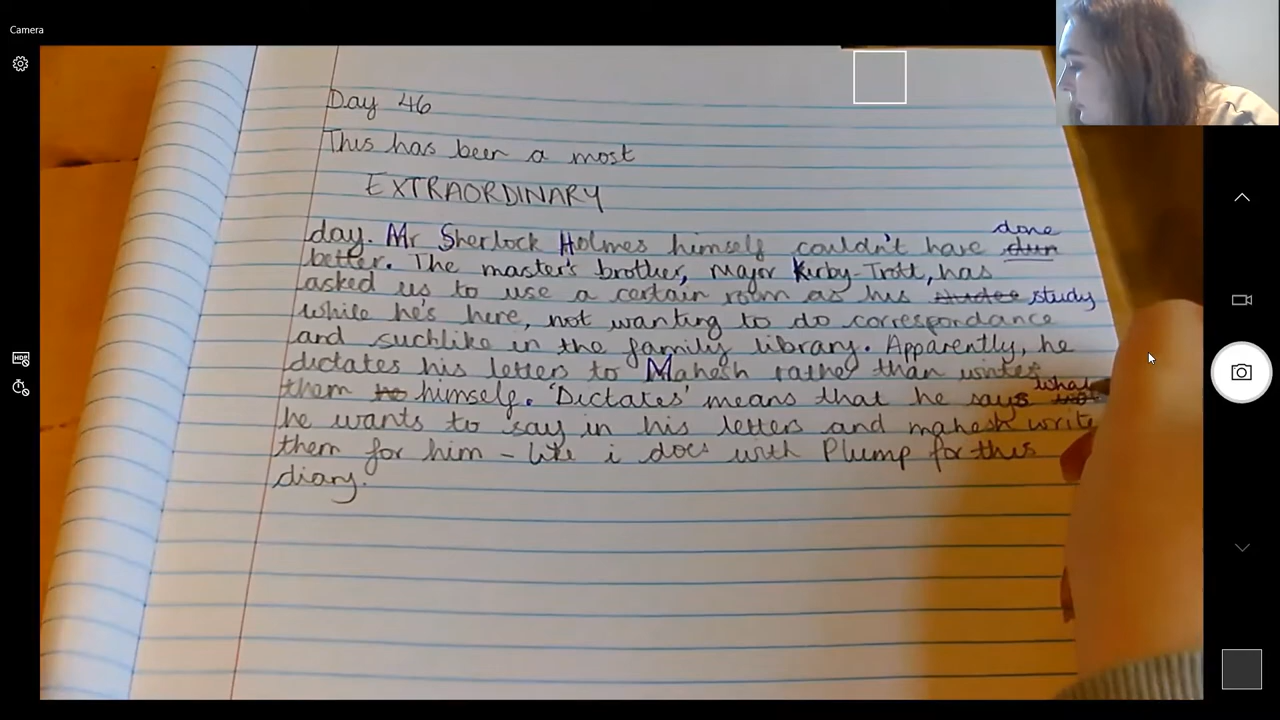 Camera
Day 46
This has been a most
EXTRAORDINARY
done
day. Mr Sherlock Holmes himself couldn't have dun
better. The master's brother, Major Kirby-Trott, has
asked us to use a certain room as his study
while he's here, not wanting to do correspondance
and suchlike in the family library. Apparently, he
dictates his letters to Mahesh rather than writes
what
them to himself. 'Dictates' means that he says
he wants to say in his letters and mahesh write
them for him - like i does with Plump for this
diary.
HDR